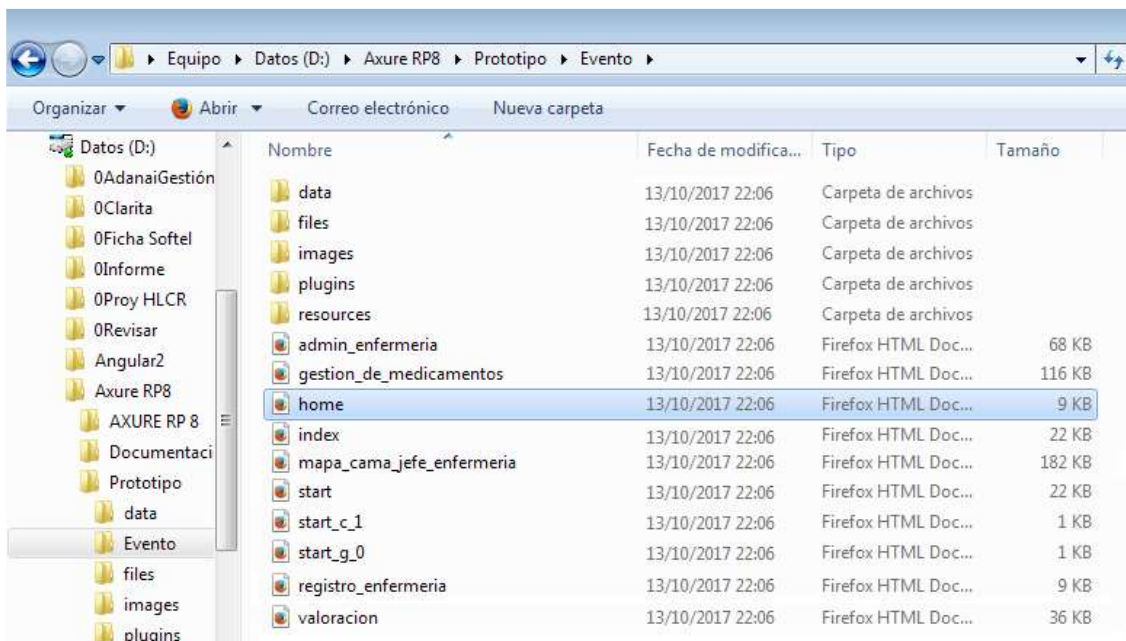 Equipo Datos (D:) Axure RP8 Prototipo Evento
Organizar Abrir Correo electrónico Nueva carpeta
Datos (D:)
0AdanaiGestión
0Clarita
0Ficha Softel
0Informe
0Proy HLCR
0Revisar
Angular2
Axure RP8
AXURE RP 8
Documentaci
Prototipo
data
Evento
files
images
plugins
Nombre Fecha de modifica... Tipo Tamaño
data 13/10/2017 22:06 Carpeta de archivos
files 13/10/2017 22:06 Carpeta de archivos
images 13/10/2017 22:06 Carpeta de archivos
plugins 13/10/2017 22:06 Carpeta de archivos
resources 13/10/2017 22:06 Carpeta de archivos
admin_enfermeria 13/10/2017 22:06 Firefox HTML Doc... 68 KB
gestion_de_medicamentos 13/10/2017 22:06 Firefox HTML Doc... 116 KB
home 13/10/2017 22:06 Firefox HTML Doc... 9 KB
index 13/10/2017 22:06 Firefox HTML Doc... 22 KB
mapa_cama_jefe_enfermeria 13/10/2017 22:06 Firefox HTML Doc... 182 KB
start 13/10/2017 22:06 Firefox HTML Doc... 22 KB
start_c_1 13/10/2017 22:06 Firefox HTML Doc... 1 KB
start_g_0 13/10/2017 22:06 Firefox HTML Doc... 1 KB
registro_enfermeria 13/10/2017 22:06 Firefox HTML Doc... 9 KB
valoracion 13/10/2017 22:06 Firefox HTML Doc... 36 KB